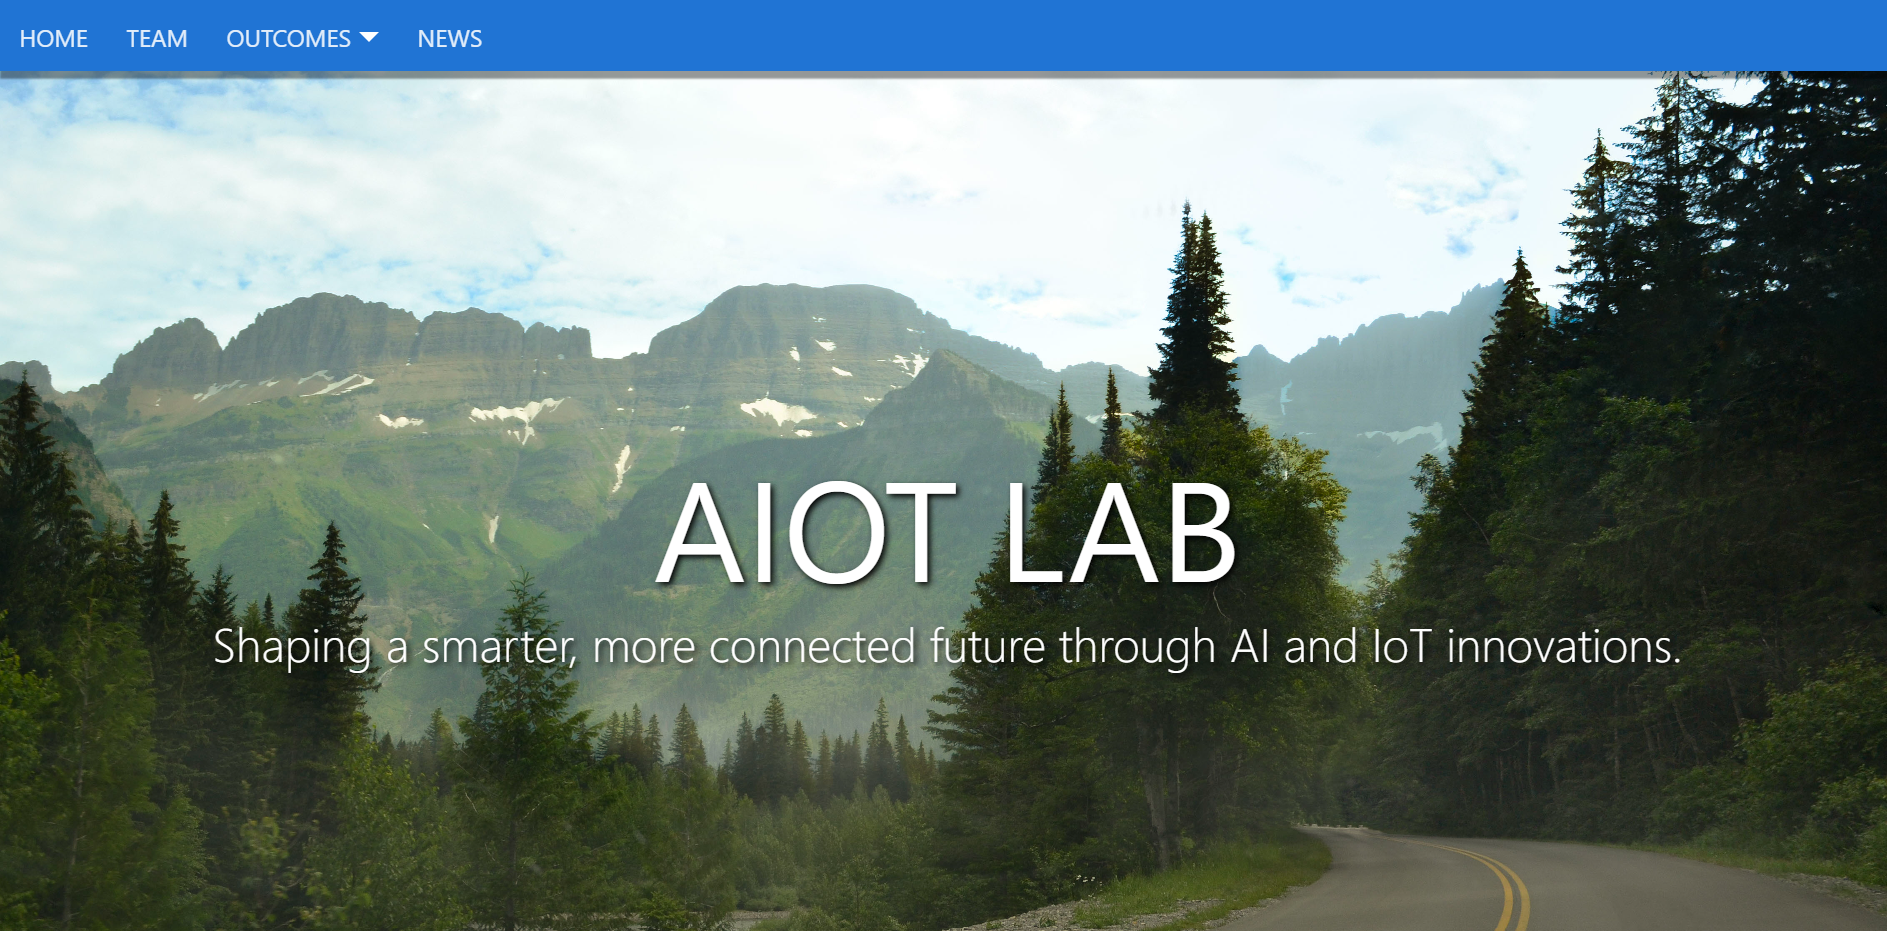 HOME TEAM OUTCOMES NEWS
AIOT LAB
Shaping a smarter, more connected future through AI and IoT innovations.